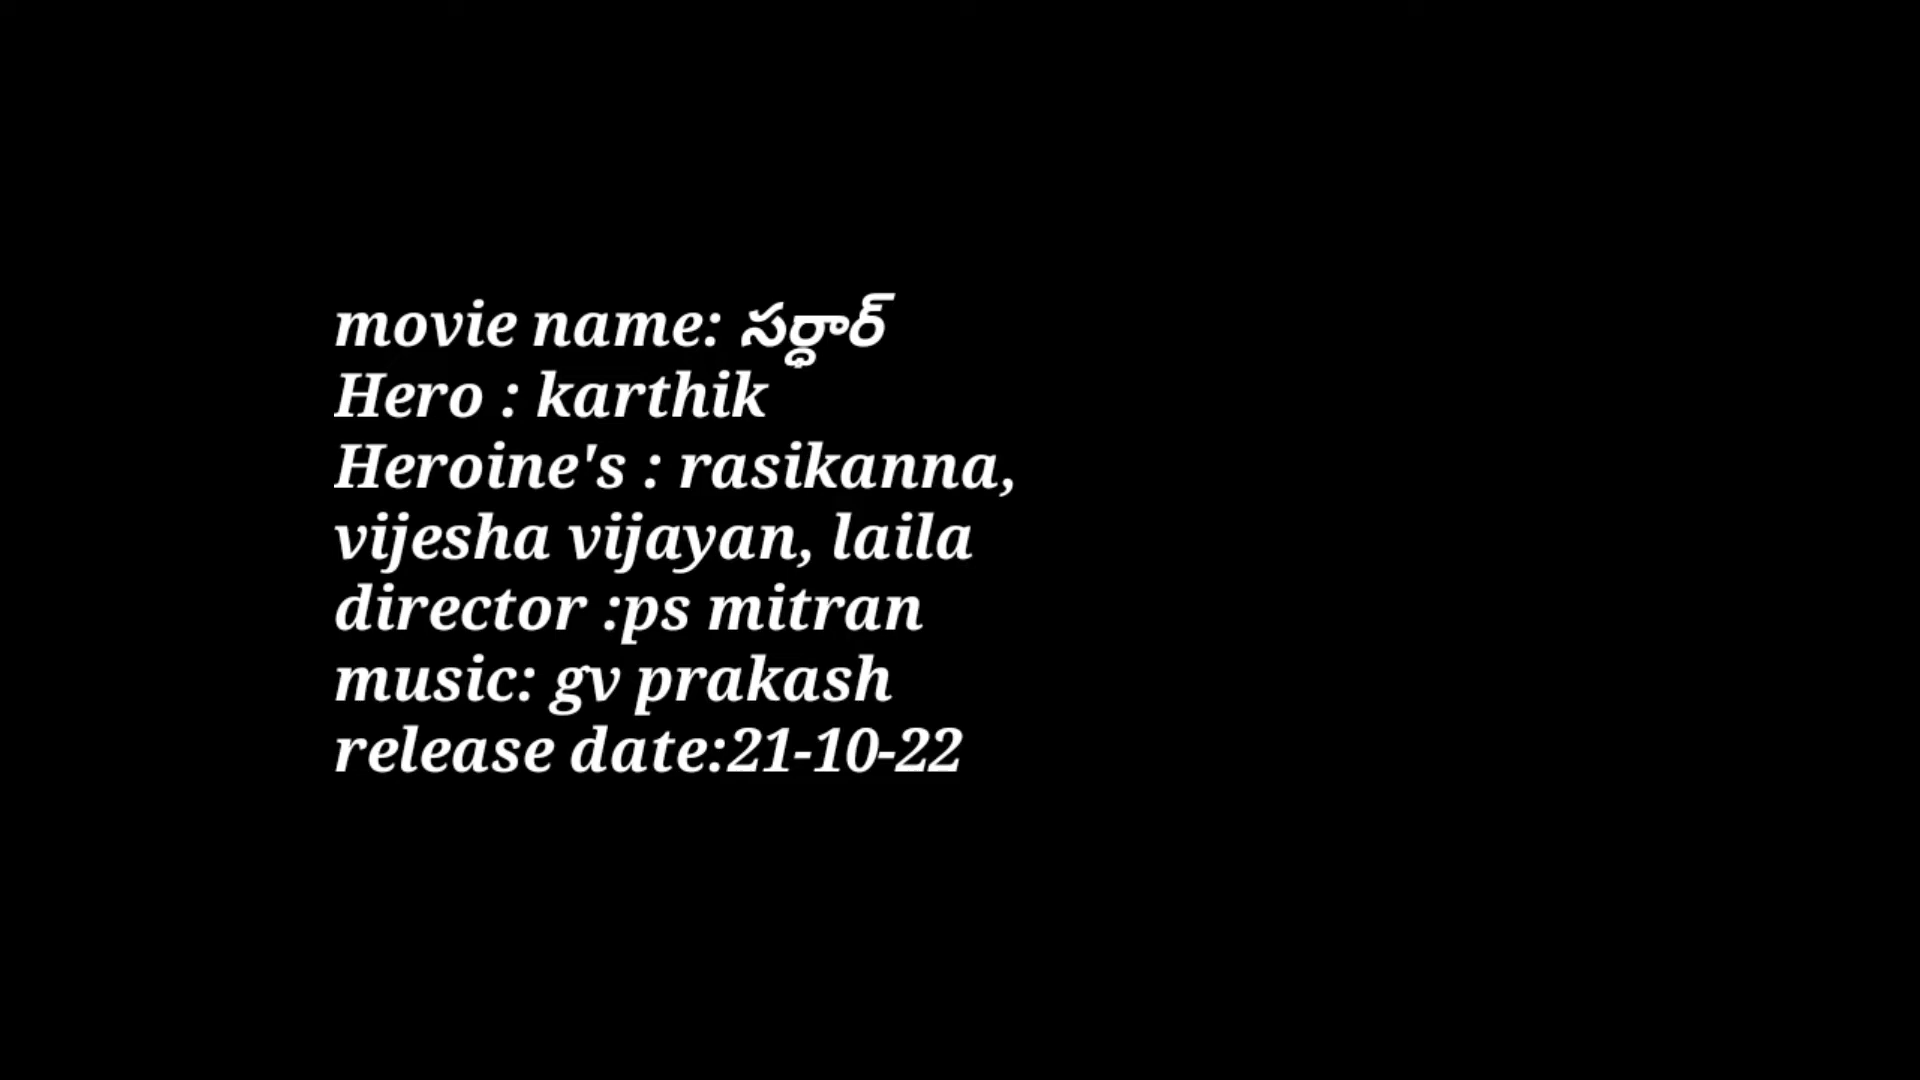 movie name: సర్ధార్
Hero : karthik
Heroine's : rasikanna,
vijesha vijayan, laila
director :ps mitran
music: gv prakash
release date:21-10-22